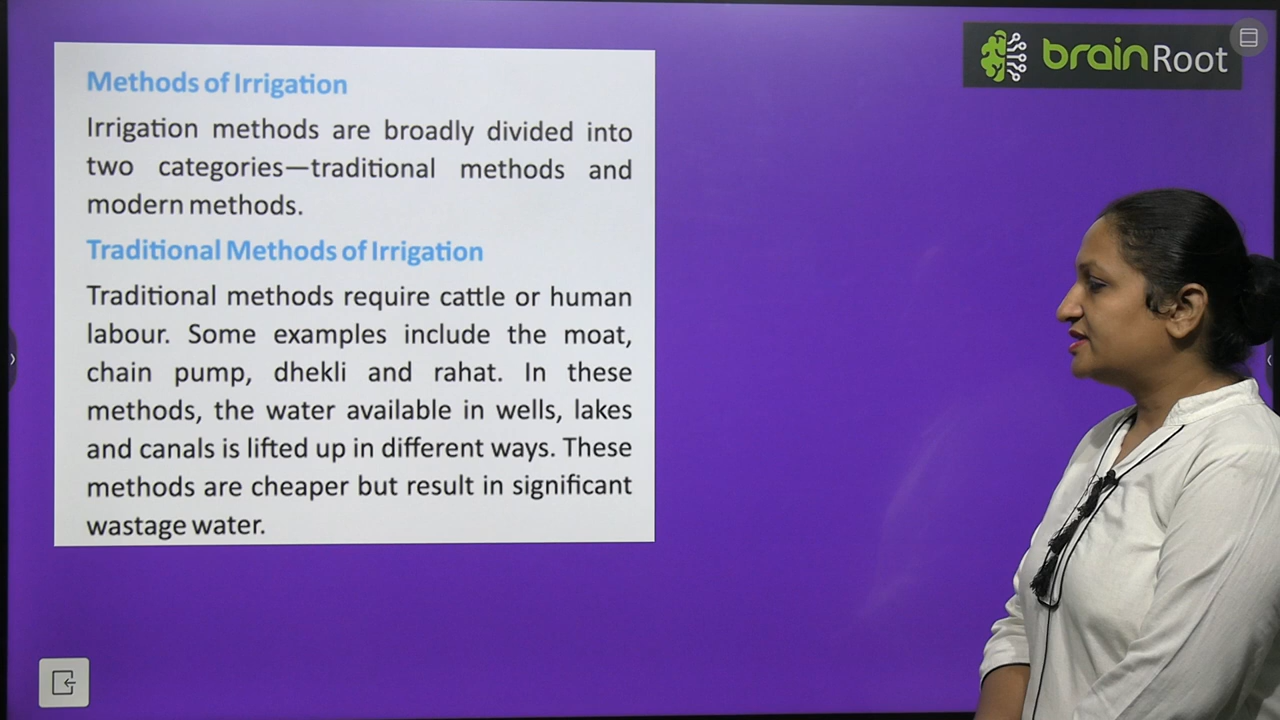 brainRoot
Methods of Irrigation
Irrigation methods are broadly divided into
two categories—traditional methods and
modern methods.
Traditional Methods of Irrigation
Traditional methods require cattle or human
labour. Some examples include the moat,
chain pump, dhekli and rahat. In these
methods, the water available in wells, lakes
and canals is lifted up in different ways. These
methods are cheaper but result in significant
wastage water.